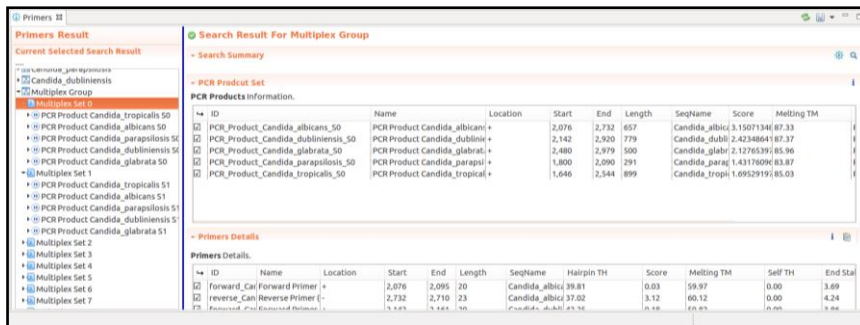 Primers
Primers Result
Current Selected Search Result
....
Candida_parapsilosis
Candida_dubliniensis
Multiplex Group
Multiplex Set 0
PCR Product Candida_tropicalis S0
PCR Product Candida_albicans S0
PCR Product Candida_parapsilosis S0
PCR Product Candida_dubliniensis S0
PCR Product Candida_glabrata S0
Multiplex Set 1
PCR Product Candida_tropicalis S1
PCR Product Candida_albicans S1
PCR Product Candida_parapsilosis S1
PCR Product Candida_dubliniensis S1
PCR Product Candida_glabrata S1
Multiplex Set 2
Multiplex Set 3
Multiplex Set 4
Multiplex Set 5
Multiplex Set 6
Multiplex Set 7
Search Result For Multiplex Group
Search Summary
PCR Prodcut Set
PCR Products Information.
ID Name Location Start End Length SeqName Score Melting TM
PCR_Product_Candida_albicans_S0 PCR Product Candida_albicans + 2,076 2,732 657 Candida_albica 3.15071348 87.33
PCR_Product_Candida_dubliniensis_S0 PCR Product Candida_dublinie + 2,142 2,920 779 Candida_dubli 2.42348641 87.37
PCR_Product_Candida_glabrata_S0 PCR Product Candida_glabrat. + 2,480 2,979 500 Candida_glabr 2.12765397 85.96
PCR_Product_Candida_parapsilosis_S0 PCR Product Candida_parapsi + 1,800 2,090 291 Candida_parap 1.43176096 83.87
PCR_Product_Candida_tropicalis_S0 PCR Product Candida_tropical + 1,646 2,544 899 Candida_tropi 1.69529197 85.03
Primers Details
Primers Details.
ID Name Location Start End Length SeqName Hairpin TH Score Melting TM Self TH End Stal
forward_Can Forward Primer + 2,076 2,095 20 Candida_albica 39.81 0.03 59.97 0.00 3.69
reverse_Can Reverse Primer ( - 2,732 2,710 23 Candida_albica 37.02 3.12 60.12 0.00 4.24